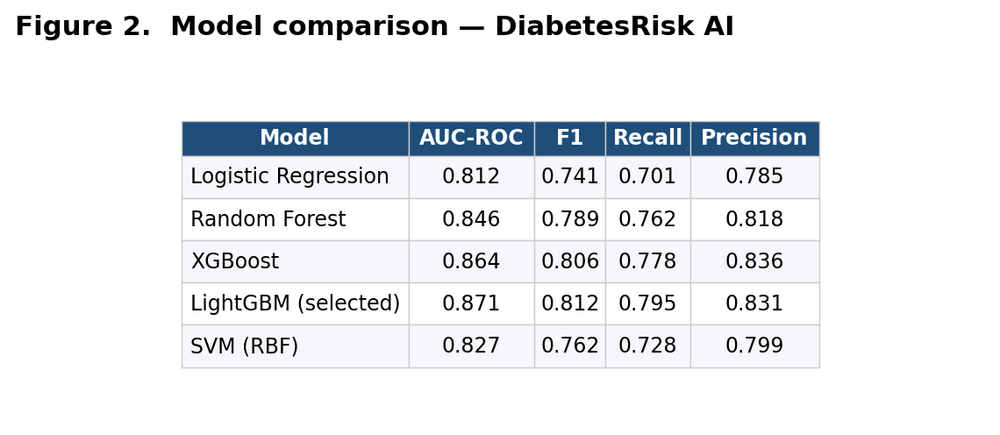 Figure 2.  Model comparison — DiabetesRisk AI
Model AUC-ROC F1 Recall Precision
Logistic Regression 0.812 0.741 0.701 0.785
Random Forest 0.846 0.789 0.762 0.818
XGBoost 0.864 0.806 0.778 0.836
LightGBM (selected) 0.871 0.812 0.795 0.831
SVM (RBF) 0.827 0.762 0.728 0.799